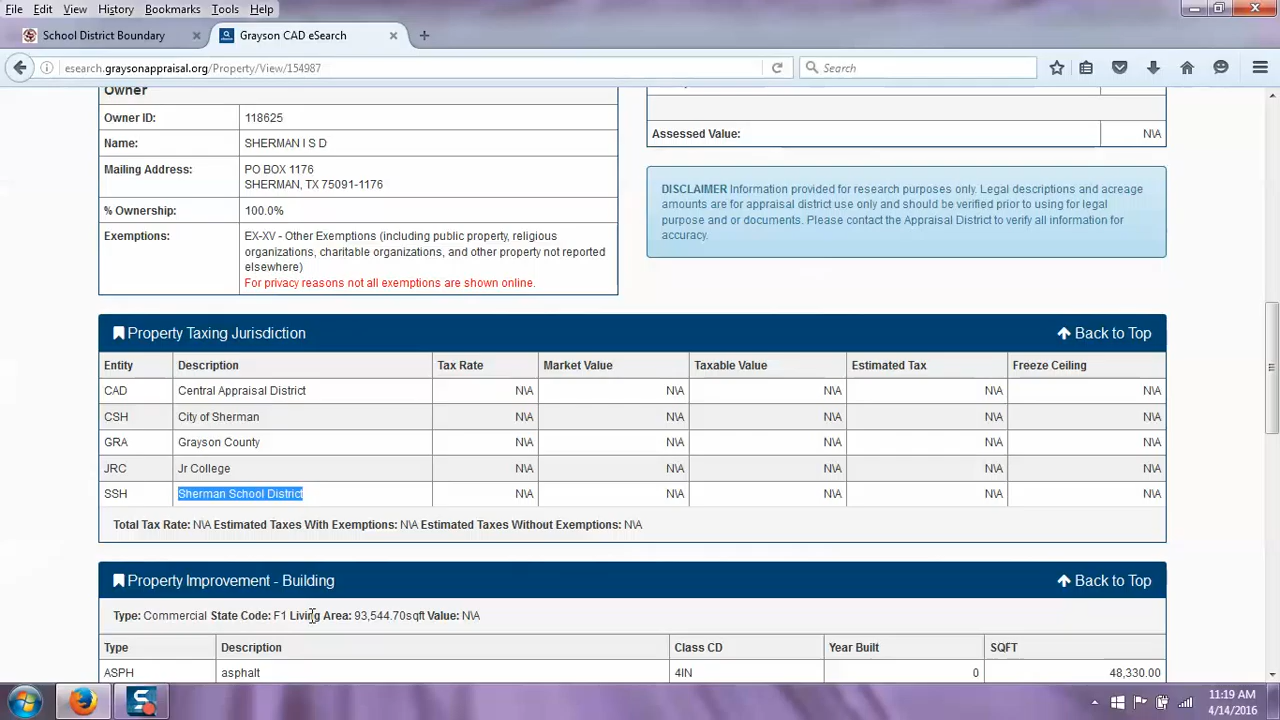 File Edit View History Bookmarks Tools Help
School District Boundary
Grayson CAD eSearch
esearch.graysonappraisal.org/Property/View/154987
Search
Owner
Owner ID: 118625
Name: SHERMAN I S D
Mailing Address: PO BOX 1176
SHERMAN, TX 75091-1176
% Ownership: 100.0%
Exemptions: EX-XV - Other Exemptions (including public property, religious
organizations, charitable organizations, and other property not reported
elsewhere)
For privacy reasons not all exemptions are shown online.
Assessed Value: N\A
DISCLAIMER Information provided for research purposes only. Legal descriptions and acreage
amounts are for appraisal district use only and should be verified prior to using for legal
purpose and or documents. Please contact the Appraisal District to verify all information for
accuracy.
Property Taxing Jurisdiction Back to Top
Entity Description Tax Rate Market Value Taxable Value Estimated Tax Freeze Ceiling
CAD Central Appraisal District N\A N\A N\A N\A N\A
CSH City of Sherman N\A N\A N\A N\A N\A
GRA Grayson County N\A N\A N\A N\A N\A
JRC Jr College N\A N\A N\A N\A N\A
SSH Sherman School District N\A N\A N\A N\A N\A
Total Tax Rate: N\A Estimated Taxes With Exemptions: N\A Estimated Taxes Without Exemptions: N\A
Property Improvement - Building Back to Top
Type: Commercial State Code: F1 Living Area: 93,544.70sqft Value: N\A
Type Description Class CD Year Built SQFT
ASPH asphalt 4IN 0 48,330.00
11:19 AM
4/14/2016